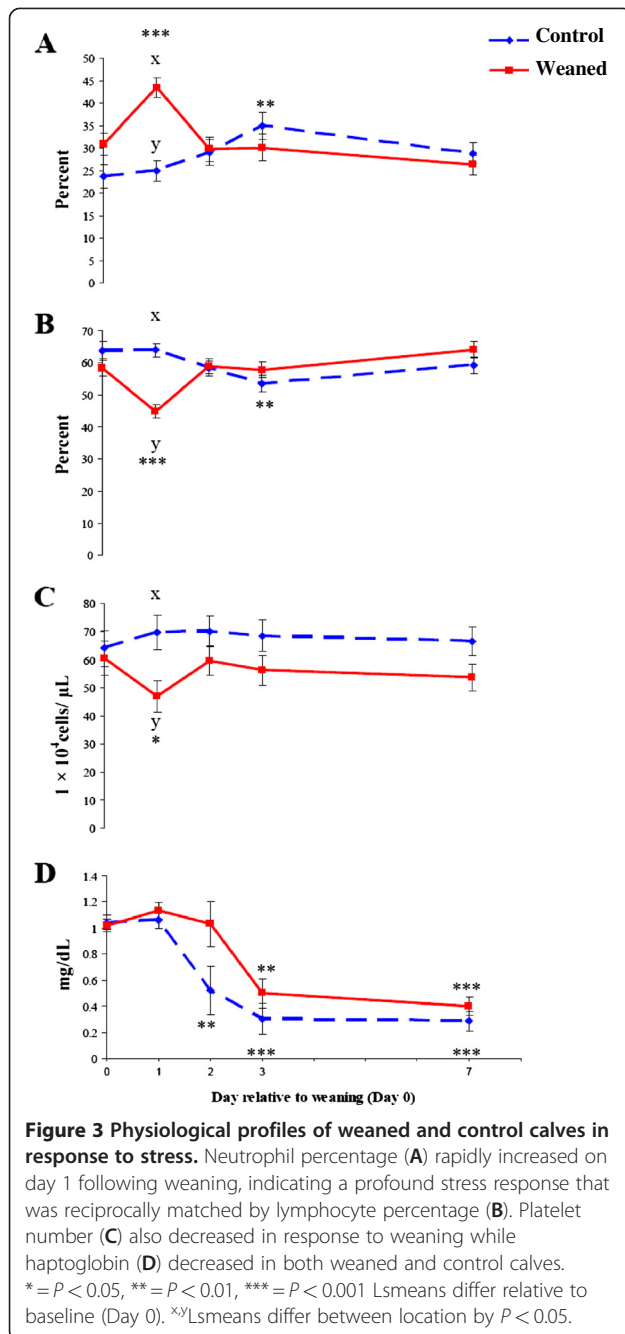 A
***
x
y
**
Control
Weaned
50
45
40
35
30
25
20
15
10
5
0
Percent
B
x
y
***
**
70
60
50
40
30
20
10
0
Percent
C
x
y
*
80
70
60
50
40
30
20
10
0
1 × 10⁴cells/ µL
D
1.4
1.2
1
0.8
0.6
0.4
0.2
0
mg/dL
**
**
***
***
***
0 1 2 3 7
Day relative to weaning (Day 0)
Figure 3 Physiological profiles of weaned and control calves in
response to stress. Neutrophil percentage (A) rapidly increased on
day 1 following weaning, indicating a profound stress response that
was reciprocally matched by lymphocyte percentage (B). Platelet
number (C) also decreased in response to weaning while
haptoglobin (D) decreased in both weaned and control calves.
* = P < 0.05, ** = P < 0.01, *** = P < 0.001 Lsmeans differ relative to
baseline (Day 0). x,yLsmeans differ between location by P < 0.05.